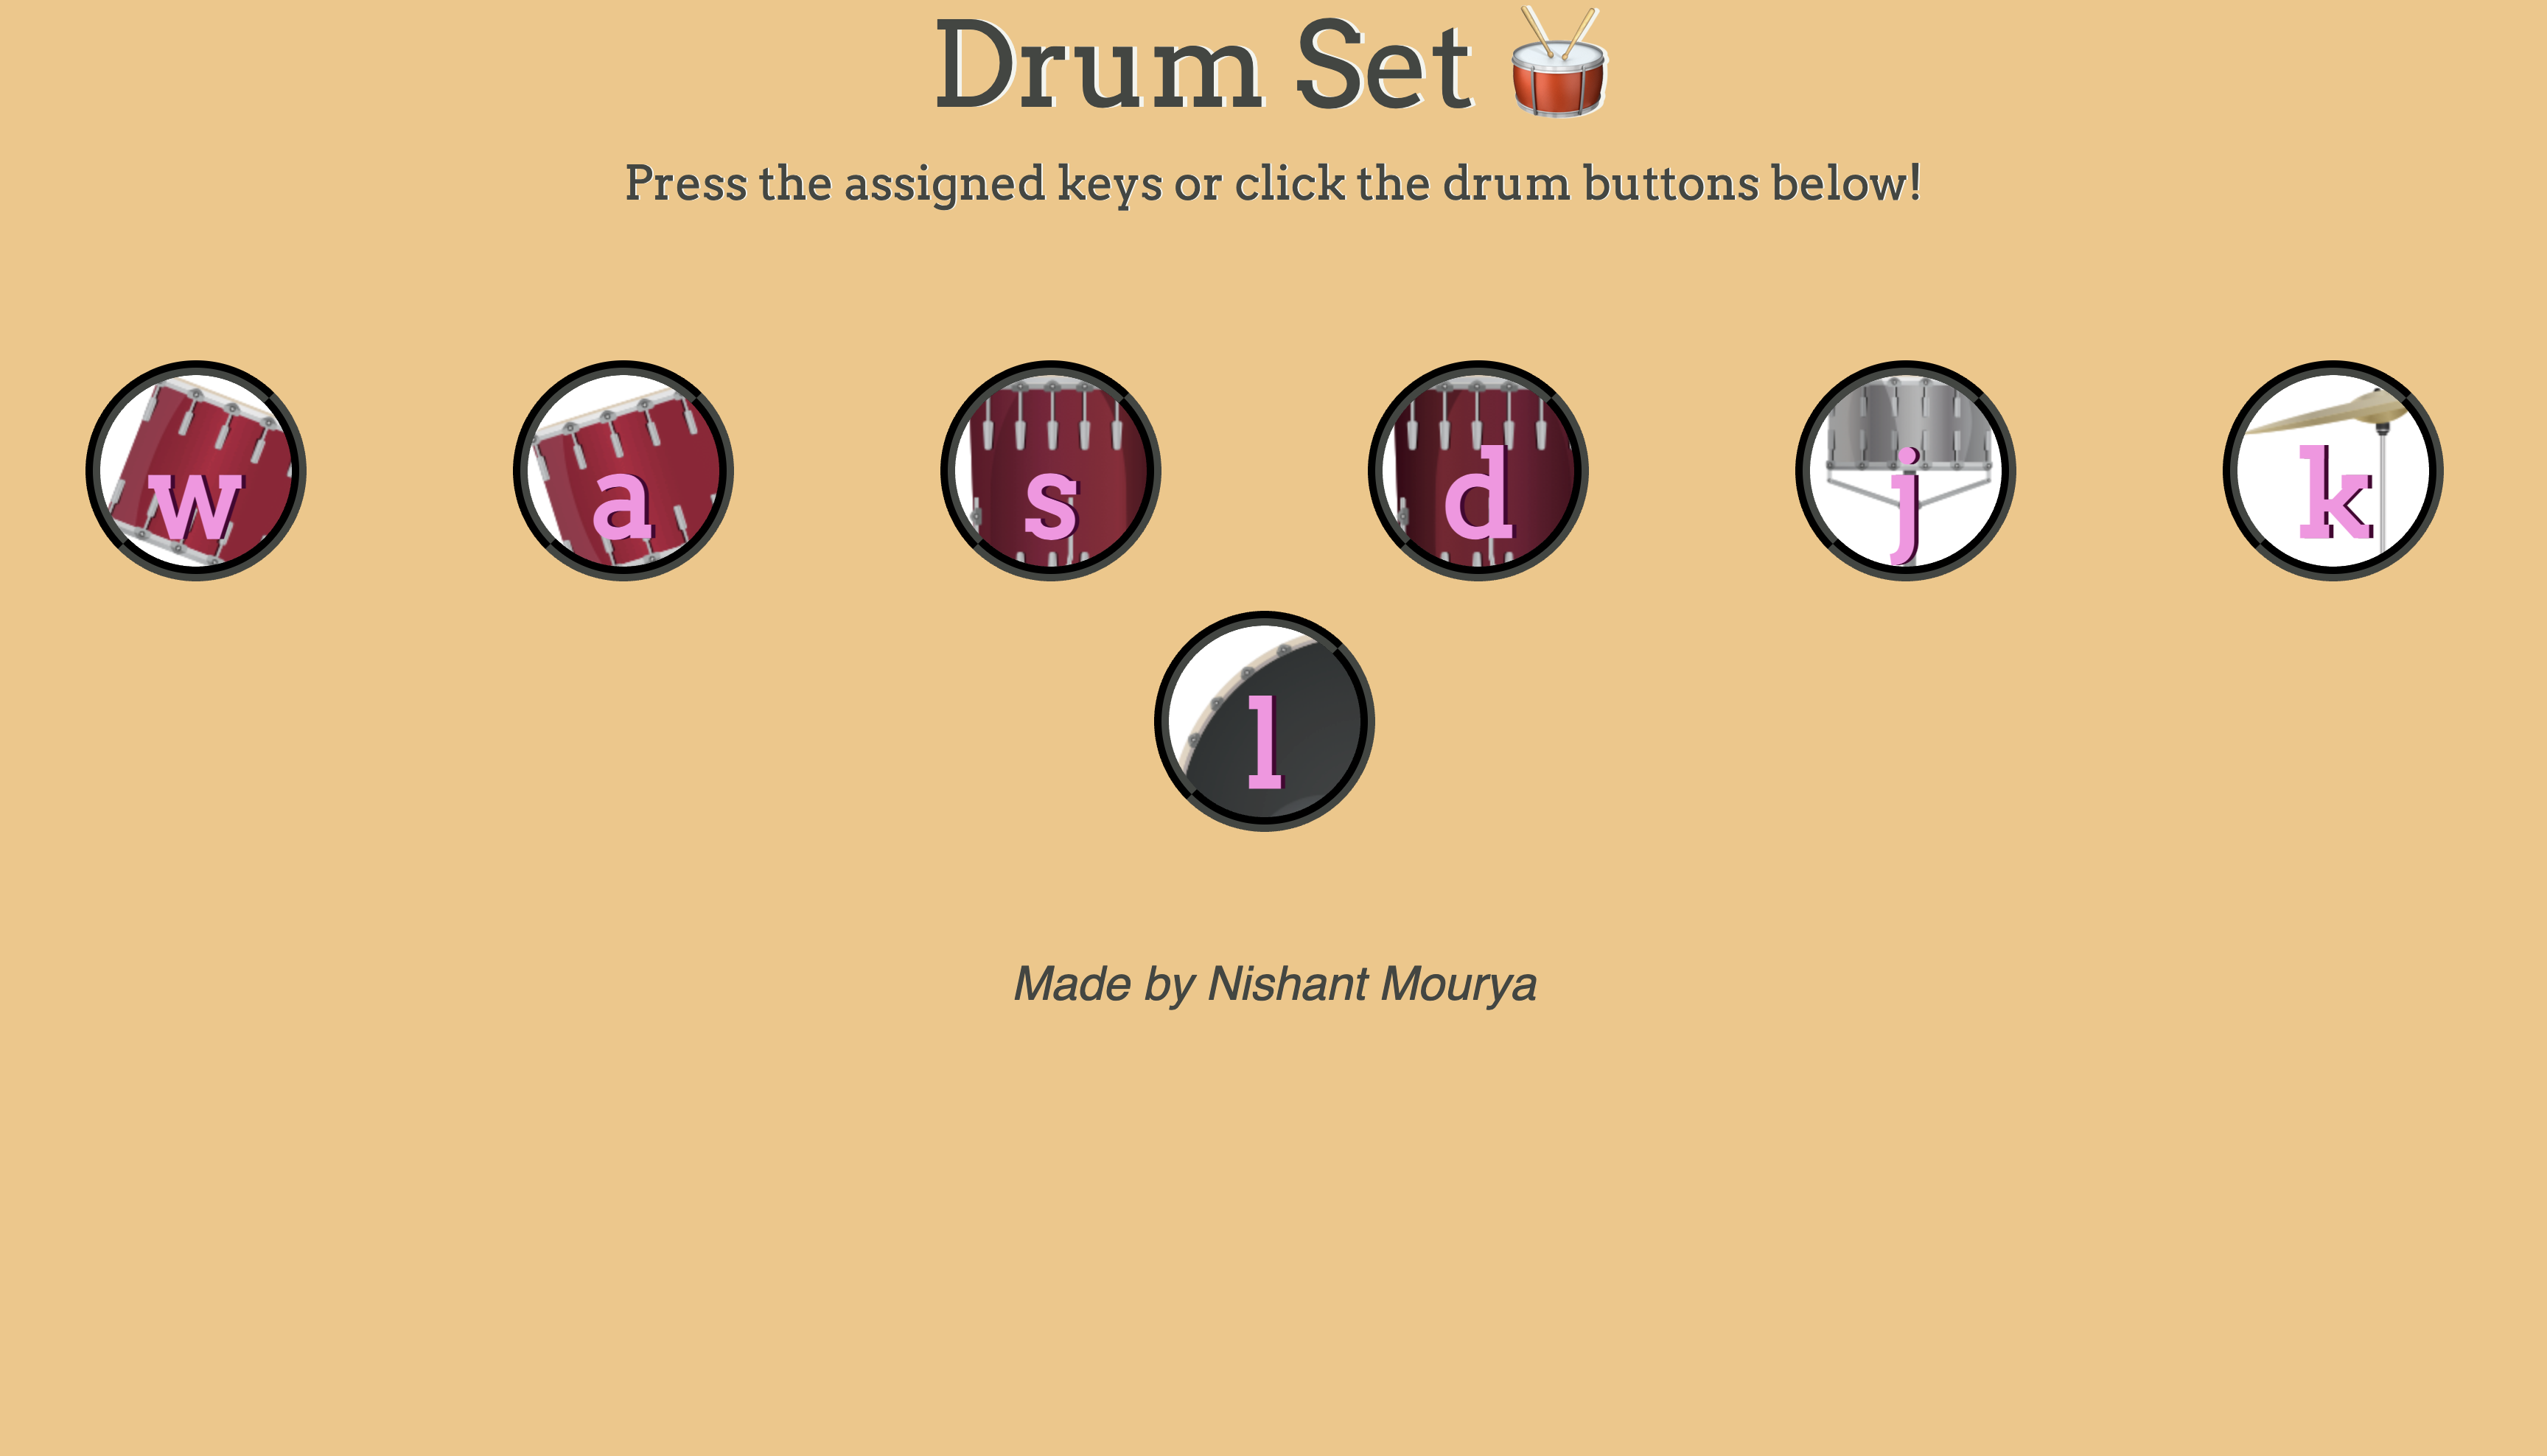 Drum Set 🥁
Press the assigned keys or click the drum buttons below!
w a s d j k
l
Made by Nishant Mourya